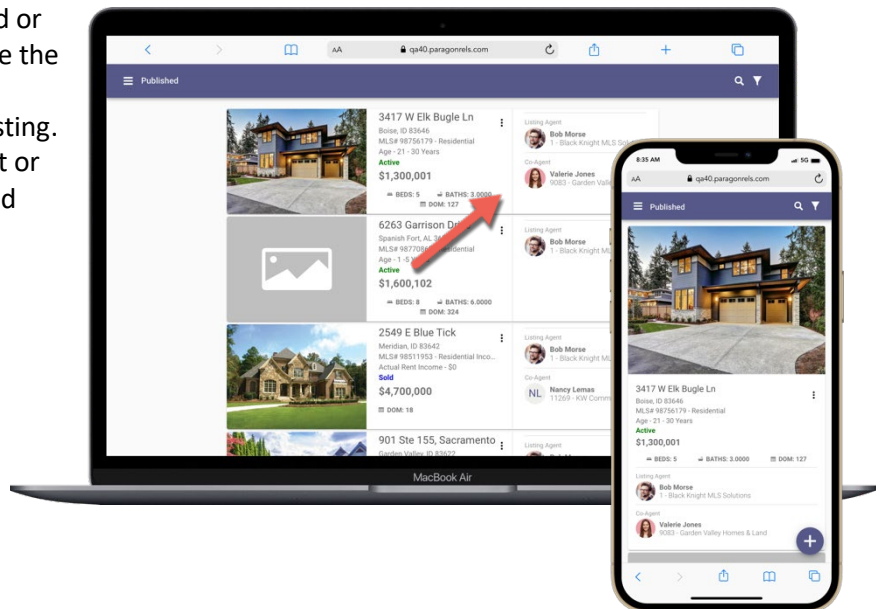 d or
e the
sting.
t or
d
AA
qa40.paragonrels.com
Published
3417 W Elk Bugle Ln
Boise, ID 83646
MLS# 98756179 - Residential
Age - 21 - 30 Years
Active
$1,300,001
BEDS: 5 BATHS: 3.0000
DOM: 127
Listing Agent
Bob Morse
1 - Black Knight MLS Sol
Co-Agent
Valerie Jones
9083 - Garden Valle
6263 Garrison Dr
Spanish Fort, AL
MLS# 987708 Residential
Age - 1 - 5
Active
$1,600,102
BEDS: 8 BATHS: 6.0000
DOM: 324
Listing Agent
Bob Morse
1 - Black Knight ML
2549 E Blue Tick
Meridian, ID 83642
MLS# 98511953 - Residential Inco...
Actual Rent Income - $0
Sold
$4,700,000
DOM: 18
Listing Agent
Bob Morse
1 - Black Knight ML
Co-Agent
NL
Nancy Lemas
11269 - KW Comm
901 Ste 155, Sacramento
Garden Valley, ID 83622
Listing Agent
MacBook Air
8:35 AM
5G
AA
qa40.paragonrels.com
Published
3417 W Elk Bugle Ln
Boise, ID 83646
MLS# 98756179 - Residential
Age - 21 - 30 Years
Active
$1,300,001
BEDS: 5 BATHS: 3.0000 DOM: 127
Listing Agent
Bob Morse
1 - Black Knight MLS Solutions
Co-Agent
Valerie Jones
9083 - Garden Valley Homes & Land